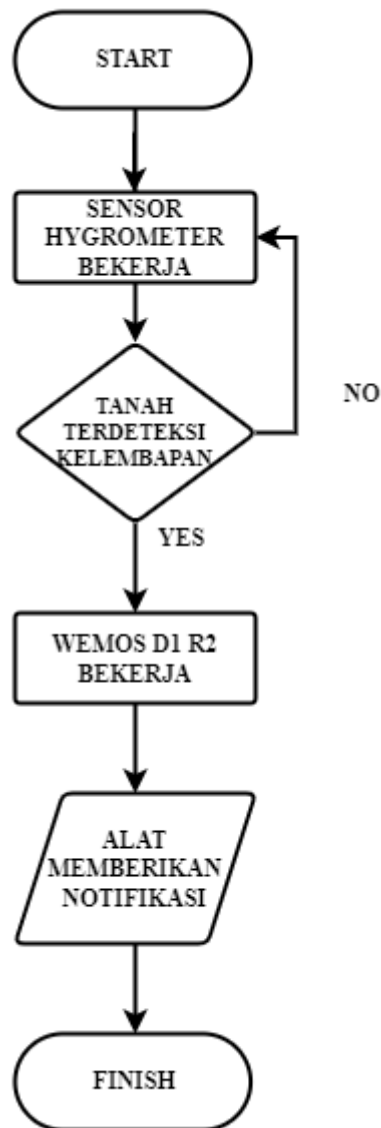 START
SENSOR
HYGROMETER
BEKERJA
TANAH
TERDETEKSI
KELEMBAPAN
NO
YES
WEMOS D1 R2
BEKERJA
ALAT
MEMBERIKAN
NOTIFIKASI
FINISH